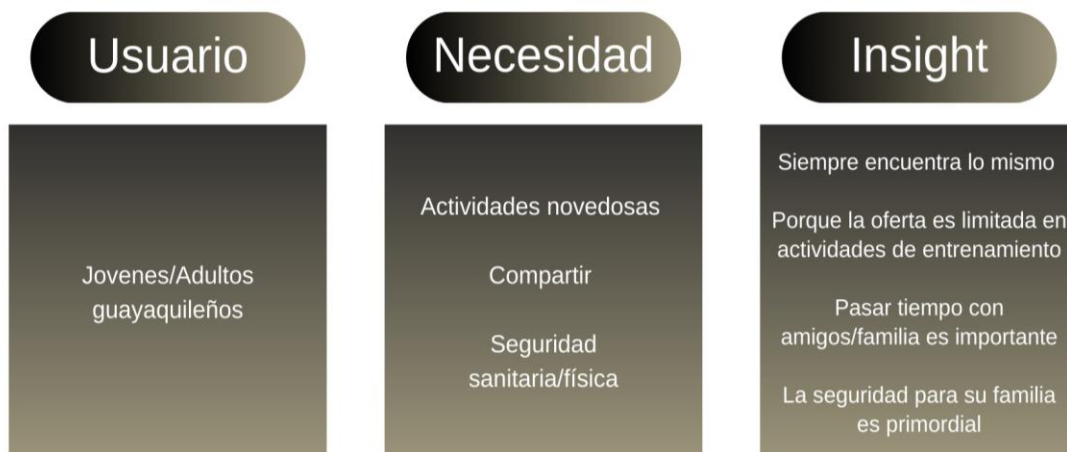 Usuario
Jovenes/Adultos
guayaquileños
Necesidad
Actividades novedosas
Compartir
Seguridad
sanitaria/física
Insight
Siempre encuentra lo mismo
Porque la oferta es limitada en
actividades de entrenamiento
Pasar tiempo con
amigos/familia es importante
La seguridad para su familia
es primordial